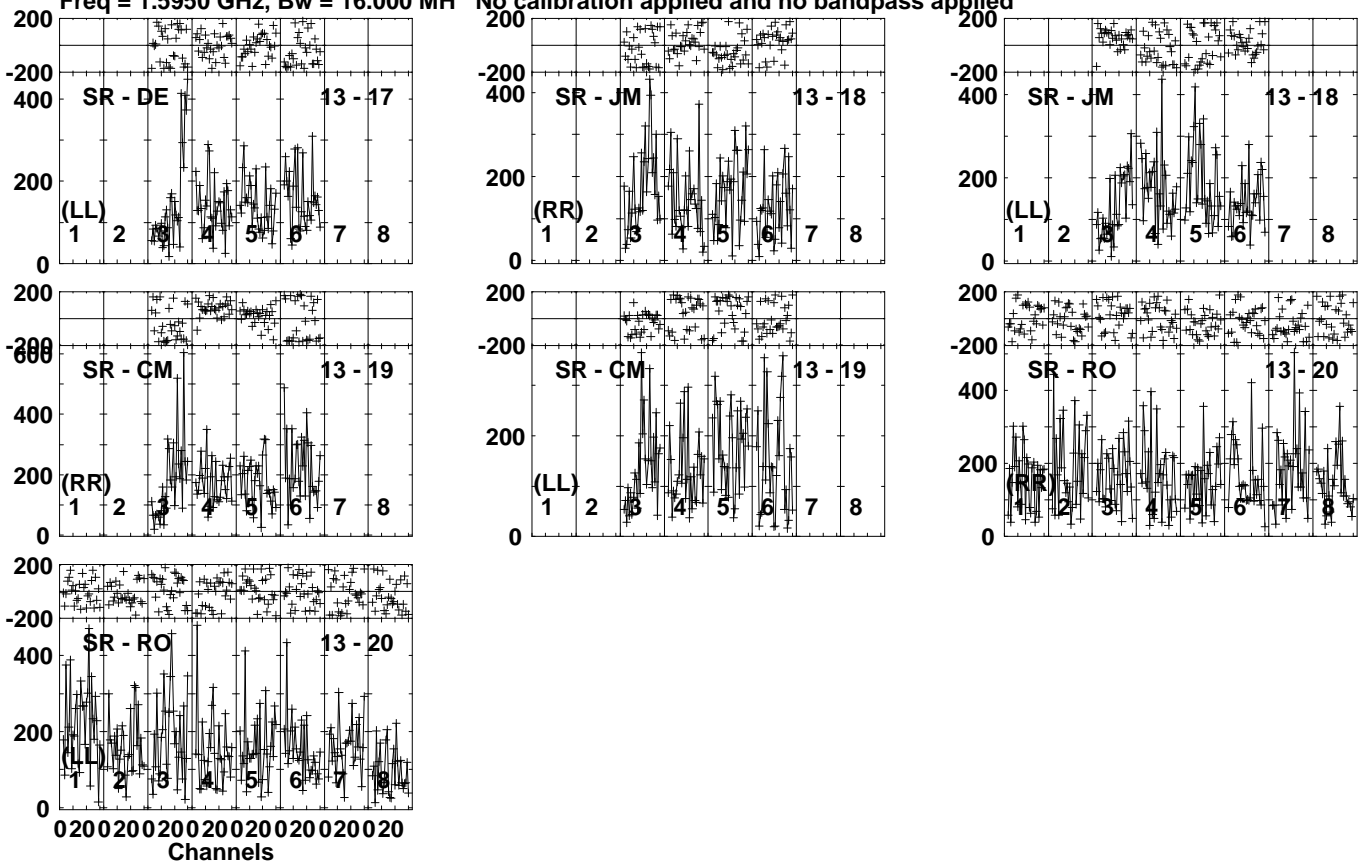 Freq = 1.5950 GHz, Bw = 16.000 MH No calibration applied and no bandpass applied
200
-200
400
200
0
SR - DE 13 - 17
(LL)
1 2 3 4 5 6 7 8
200
-200
400
200
0
SR - JM 13 - 18
(RR)
1 2 3 4 5 6 7 8
200
-200
400
200
0
SR - JM 13 - 18
(LL)
1 2 3 4 5 6 7 8
200
-200
600
400
200
0
SR - CM 13 - 19
(RR)
1 2 3 4 5 6 7 8
200
-200
200
0
SR - CM 13 - 19
(LL)
1 2 3 4 5 6 7 8
200
-200
400
200
0
SR - RO 13 - 20
(RR)
1 2 3 4 5 6 7 8
200
-200
400
200
0
SR - RO 13 - 20
(LL)
1 2 3 4 5 6 7 8
0 20 0 20 0 20 0 20 0 20 0 20 0 20 0 20
Channels